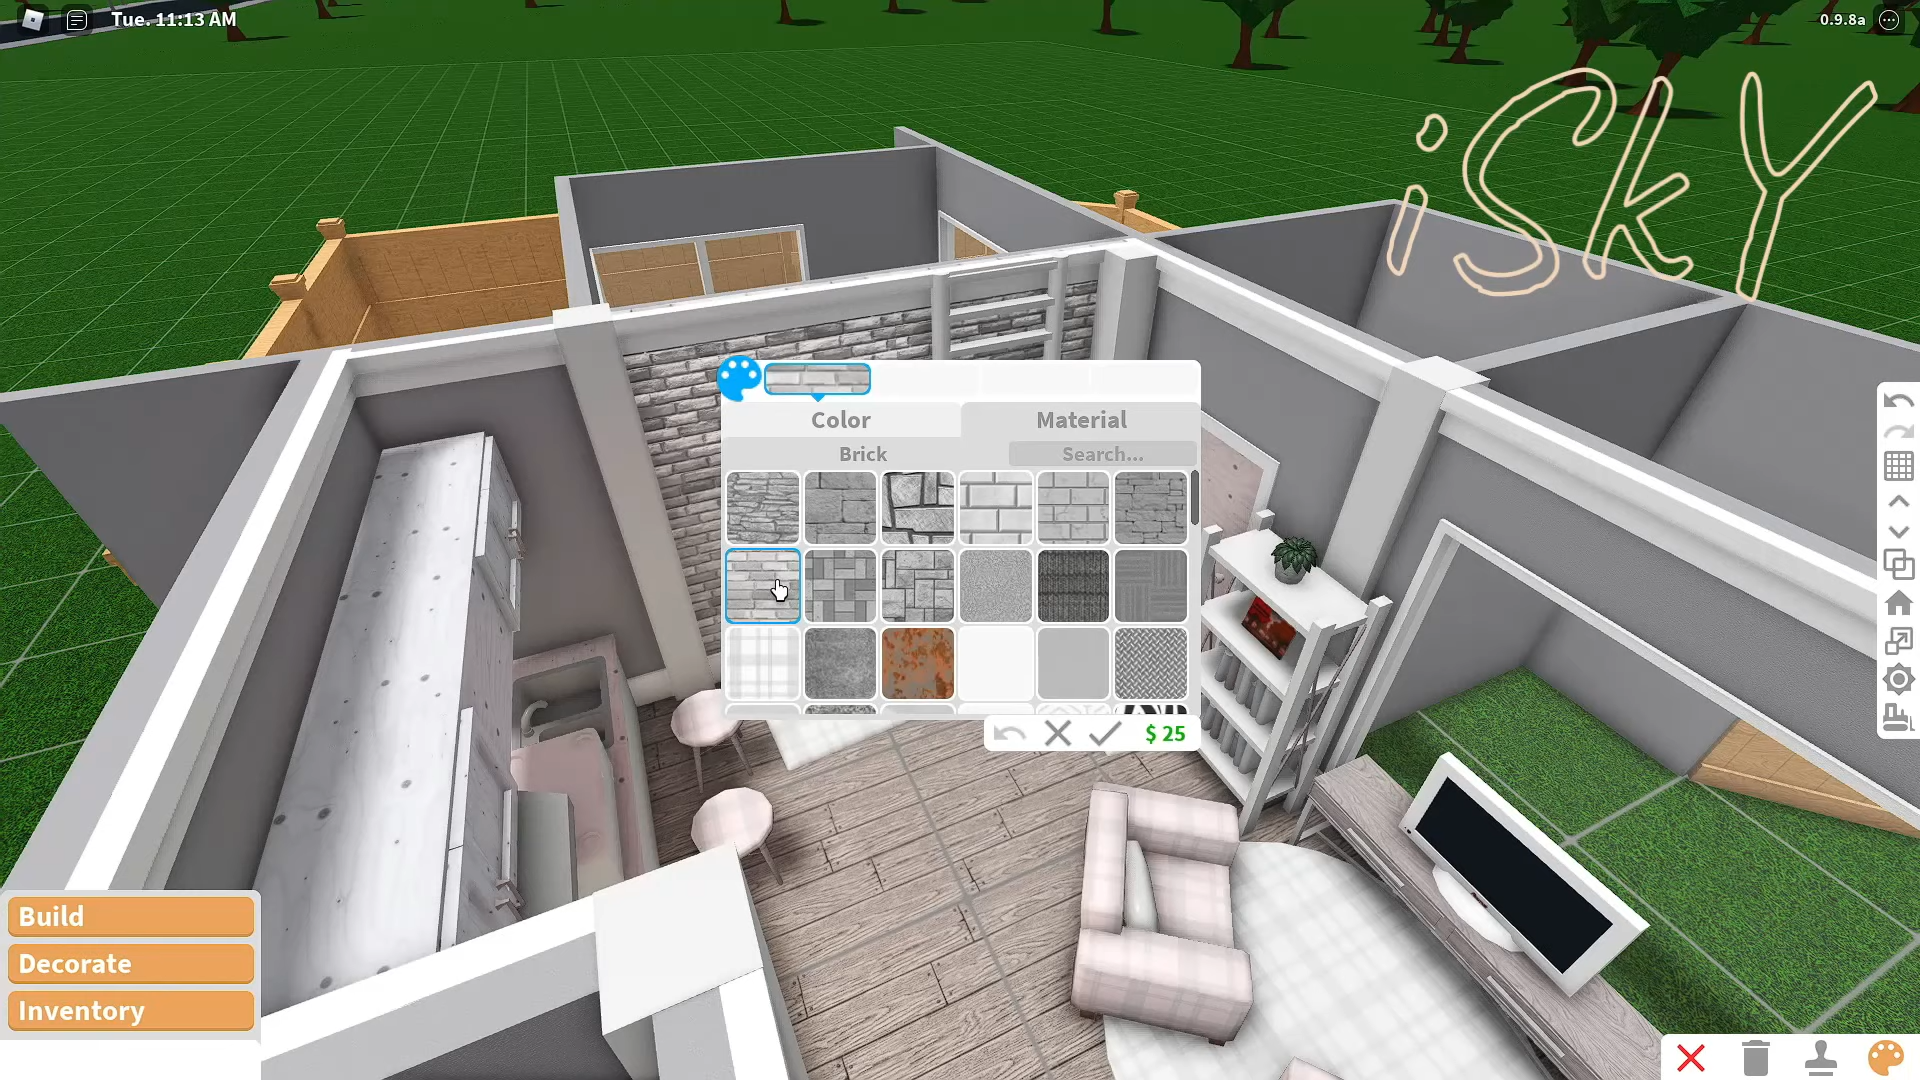 Tue. 11:13 AM
0.9.8a
iSkY
Color
Material
Brick
Search...
$ 25
Build
Decorate
Inventory